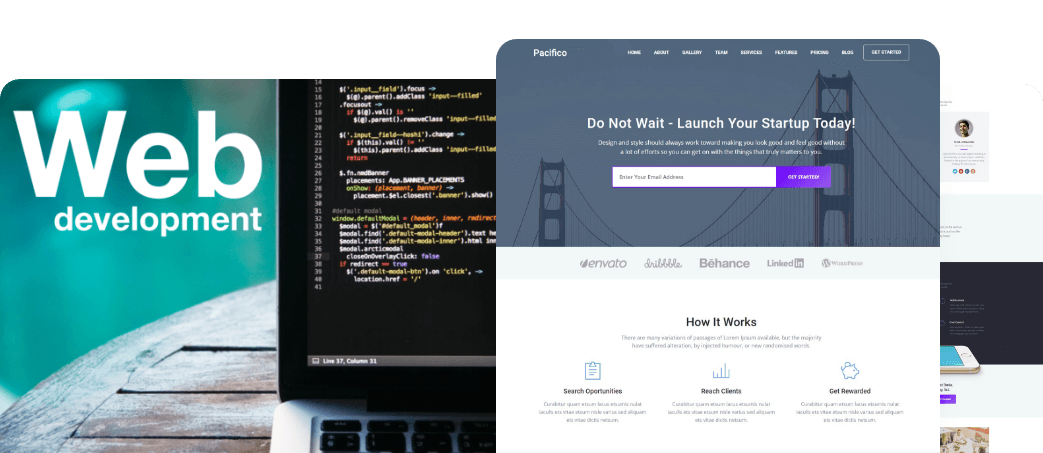 Web
development
15 $('.input__field').focus ->
16 $(@).parent().addClass 'input--filled'
17 .focusout ->
18 if $(@).val() is ''
19 $(@).parent().removeClass 'input--filled'
20
21 $('.input__field--hoshi').change ->
22 if $(this).val() != ''
23 $(this).parent().addClass 'input--filled'
24 return
25
26 $.fn.nmdBanner
27 placements: App.BANNER_PLACEMENTS
28 onShow: (placement, banner) ->
29 placement.$el.closest('.banner').show()
30
31 #default modal
32 window.defaultModal = (header, inner, redirect
33 $modal = $('#default_modal')
34 $modal.find('.default-modal-header').text
35 $modal.find('.default-modal-inner').html
36 $modal.arcticmodal
37 closeOnOverlayClick: false
38 if redirect == true
39 $('.default-modal-btn').on 'click', ->
40 location.href = '/'
41
Line 37, Column 31
Pacifico
HOME ABOUT GALLERY TEAM SERVICES FEATURES PRICING BLOG GET STARTED
Do Not Wait - Launch Your Startup Today!
Design and style should always work toward making you look good and feel good without
a lot of efforts so you can get on with the things that truly matters to you.
Enter Your Email Address GET STARTED!
envato dribbble Bēhance Linked in WordPress
How It Works
There are many variations of passages of Lorem Ipsum available, but the majority
have suffered alteration, by injected humour, or new randomised words.
Search Oportunities Reach Clients Get Rewarded
Curabitur quam etsum lacus etsumis nulat Curabitur quam etsum lacus etsumis nulat Curabitur quam etsum lacus etsumis nulat
iaculis ets vitae etsum nisle varius sed aliquam iaculis ets vitae etsum nisle varius sed aliquam iaculis ets vitae etsum nisle varius sed aliquam
ets vitae etslis netsum. ets vitae etslis netsum. ets vitae etslis netsum.